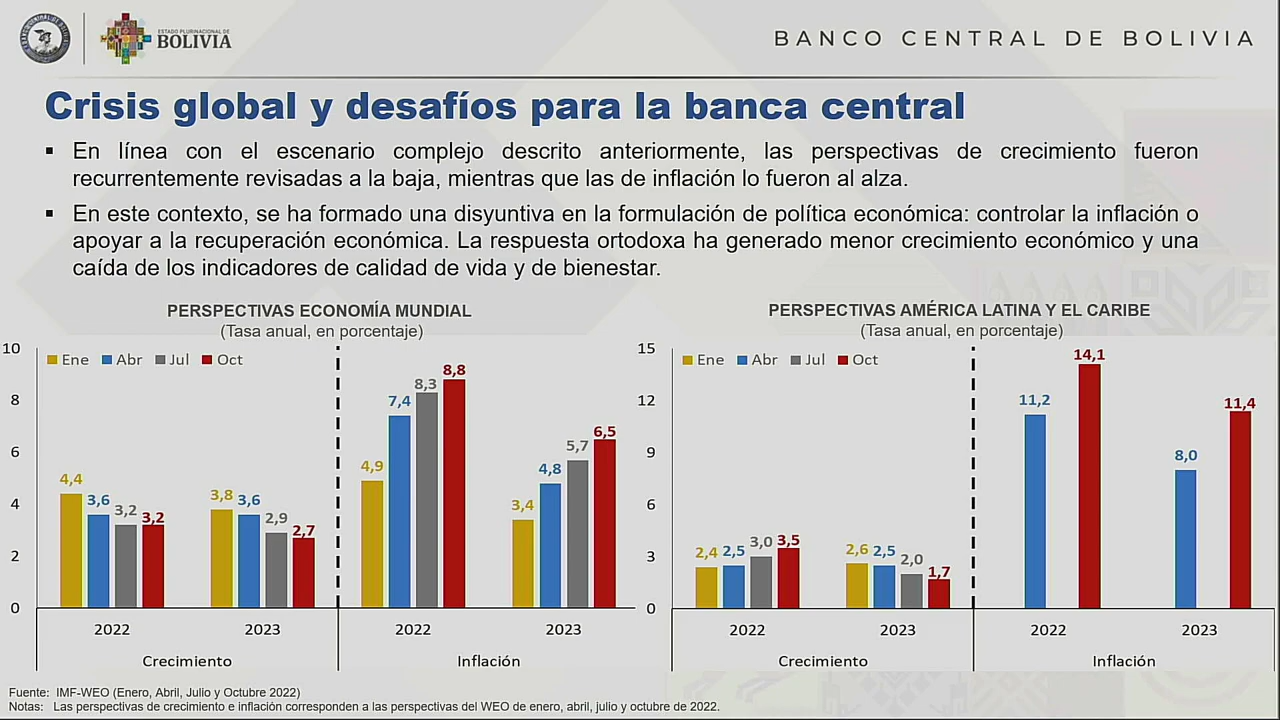 ESTADO PLURINACIONAL DE
BOLIVIA
BANCO CENTRAL DE BOLIVIA
Crisis global y desafíos para la banca central
▪ En línea con el escenario complejo descrito anteriormente, las perspectivas de crecimiento fueron
recurrentemente revisadas a la baja, mientras que las de inflación lo fueron al alza.
▪ En este contexto, se ha formado una disyuntiva en la formulación de política económica: controlar la inflación o
apoyar a la recuperación económica. La respuesta ortodoxa ha generado menor crecimiento económico y una
caída de los indicadores de calidad de vida y de bienestar.
PERSPECTIVAS ECONOMÍA MUNDIAL
(Tasa anual, en porcentaje)
Ene Abr Jul Oct
10
8
6
4
2
0
4,4 3,6 3,2 3,2
3,8 3,6 2,9 2,7
4,9 7,4 8,3 8,8
3,4 4,8 5,7 6,5
2022 2023 2022 2023
Crecimiento Inflación
PERSPECTIVAS AMÉRICA LATINA Y EL CARIBE
(Tasa anual, en porcentaje)
Ene Abr Jul Oct
15
12
9
6
3
0
2,4 2,5 3,0 3,5
2,6 2,5 2,0 1,7
11,2 14,1
8,0 11,4
2022 2023 2022 2023
Crecimiento Inflación
Fuente: IMF-WEO (Enero, Abril, Julio y Octubre 2022)
Notas: Las perspectivas de crecimiento e inflación corresponden a las perspectivas del WEO de enero, abril, julio y octubre de 2022.